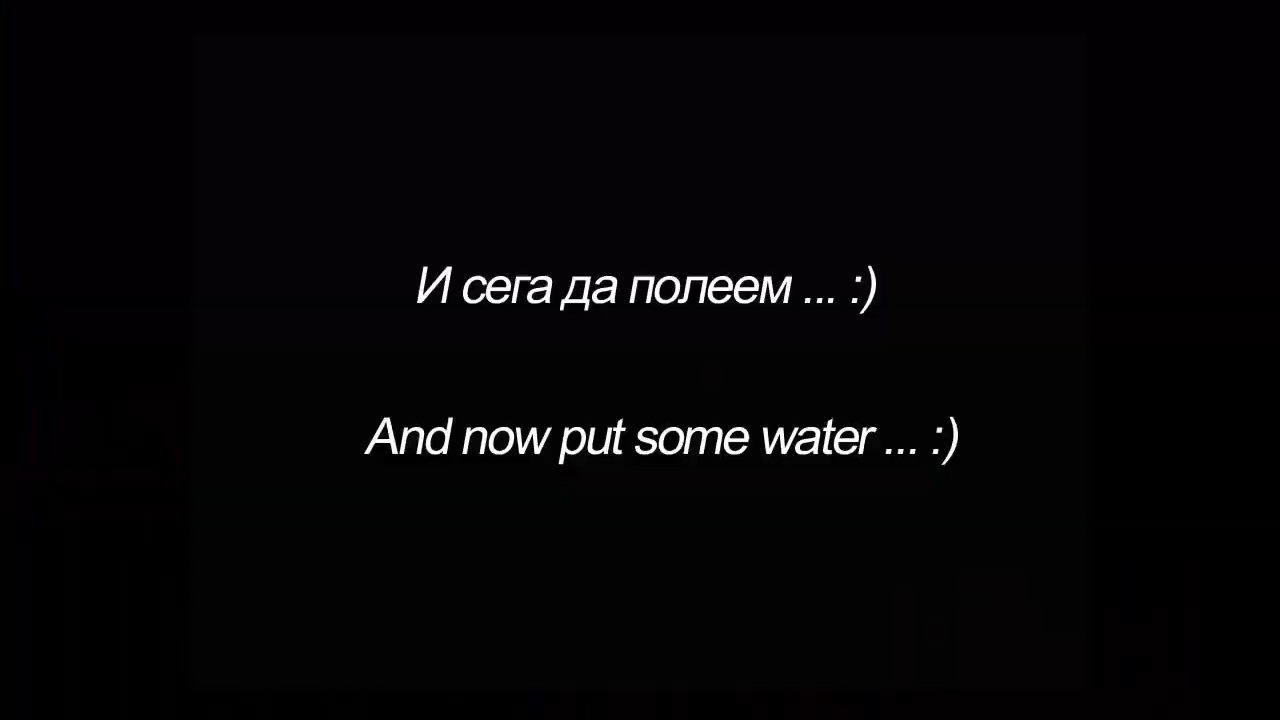 И сега да полеем ... :)
And now put some water ... :)